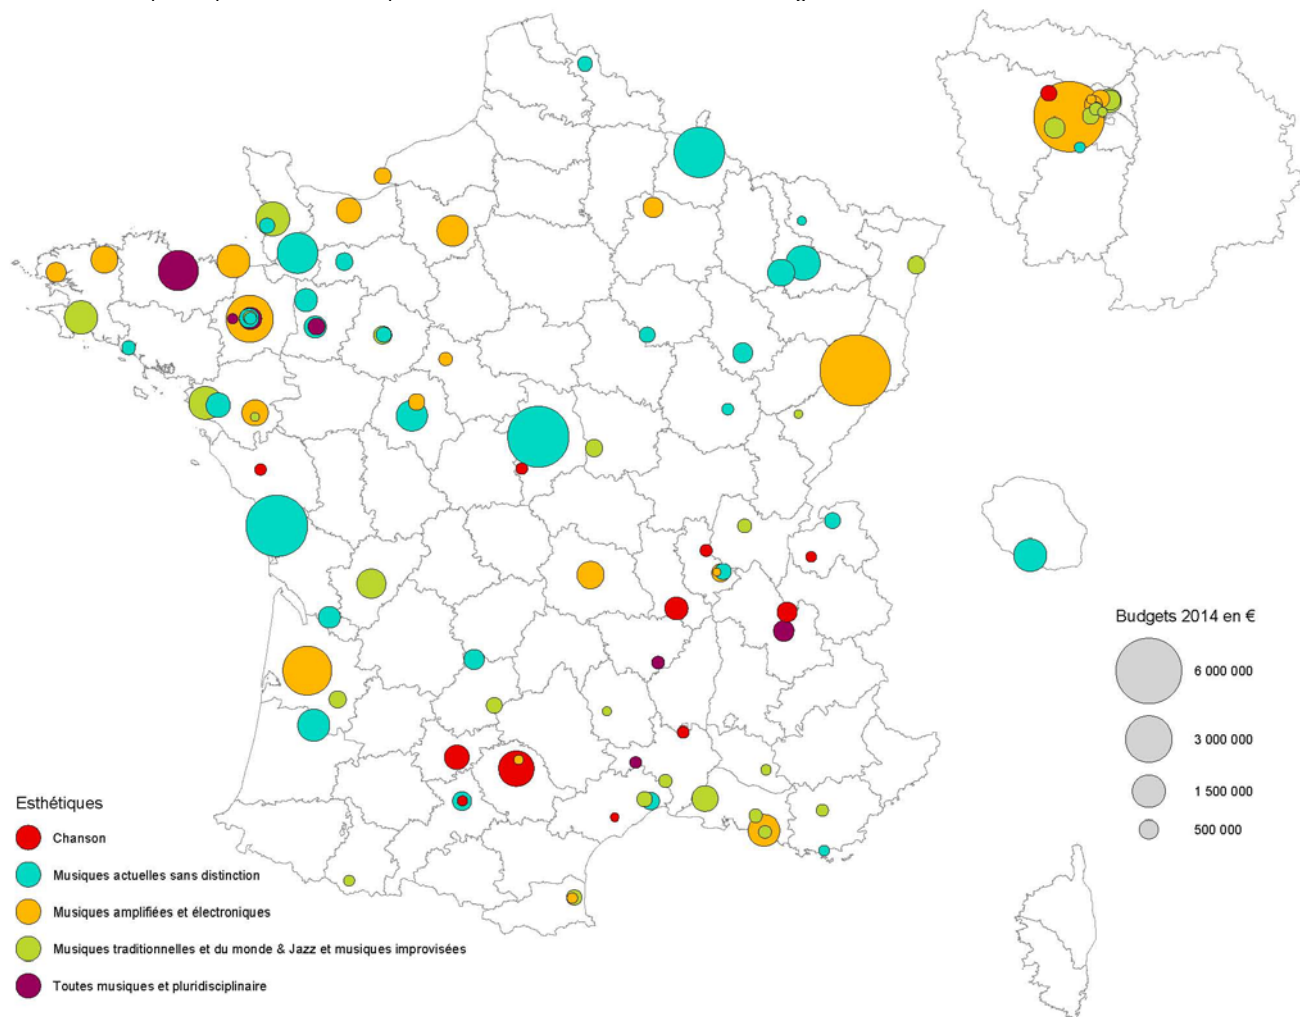 Budgets 2014 en €
6 000 000
3 000 000
1 500 000
500 000
Esthétiques
Chanson
Musiques actuelles sans distinction
Musiques amplifiées et électroniques
Musiques traditionnelles et du monde & Jazz et musiques improvisées
Toutes musiques et pluridisciplinaire